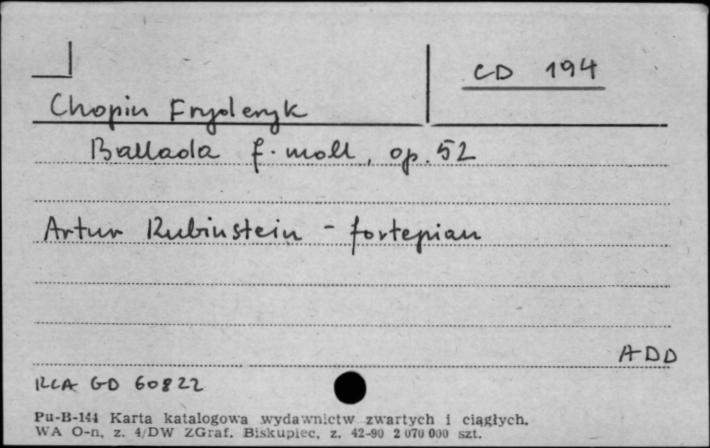 CD 194
Chopin Fryderyk
Ballada f-moll, op. 52
Artur Rubinstein - fortepian
ADD
RCA GD 60822
Pu-B-144 Karta katalogowa wydawnictw zwartych i ciągłych.
WA O-n, z. 4/DW ZGraf. Biskupiec, z. 42-90 2 070 000 szt.